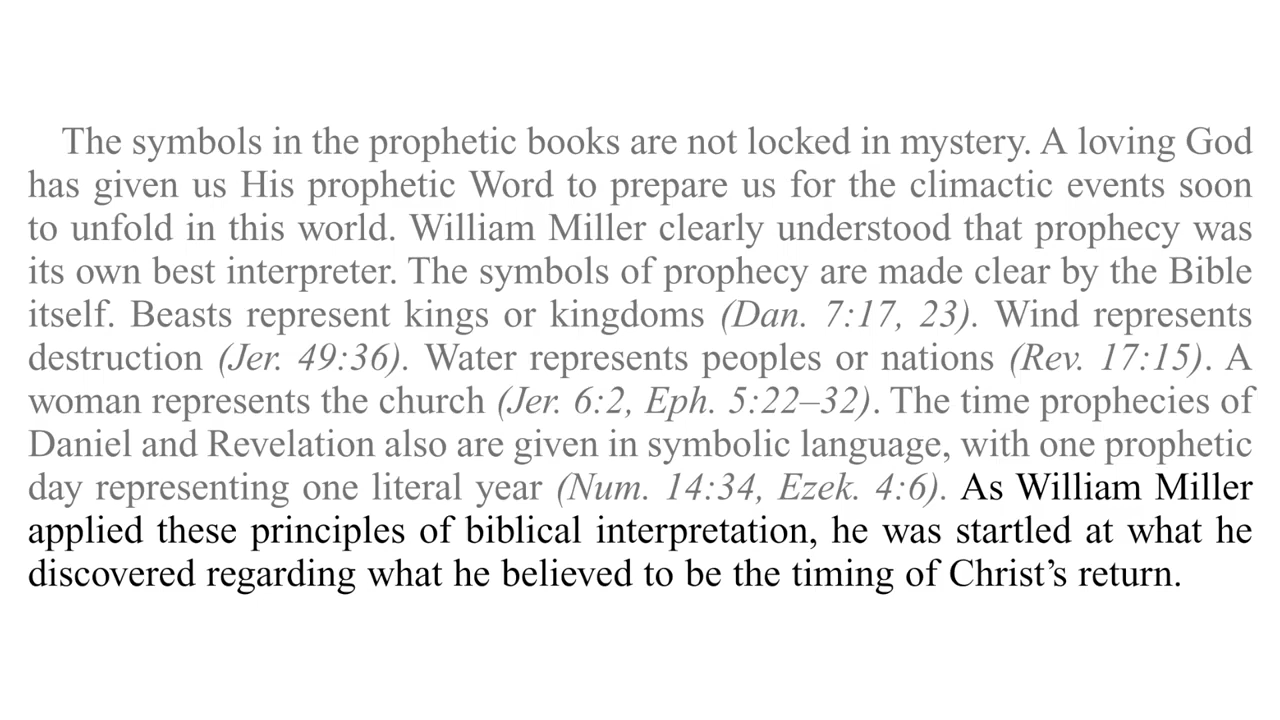 The symbols in the prophetic books are not locked in mystery. A loving God
has given us His prophetic Word to prepare us for the climactic events soon
to unfold in this world. William Miller clearly understood that prophecy was
its own best interpreter. The symbols of prophecy are made clear by the Bible
itself. Beasts represent kings or kingdoms (Dan. 7:17, 23). Wind represents
destruction (Jer. 49:36). Water represents peoples or nations (Rev. 17:15). A
woman represents the church (Jer. 6:2, Eph. 5:22–32). The time prophecies of
Daniel and Revelation also are given in symbolic language, with one prophetic
day representing one literal year (Num. 14:34, Ezek. 4:6). As William Miller
applied these principles of biblical interpretation, he was startled at what he
discovered regarding what he believed to be the timing of Christ’s return.